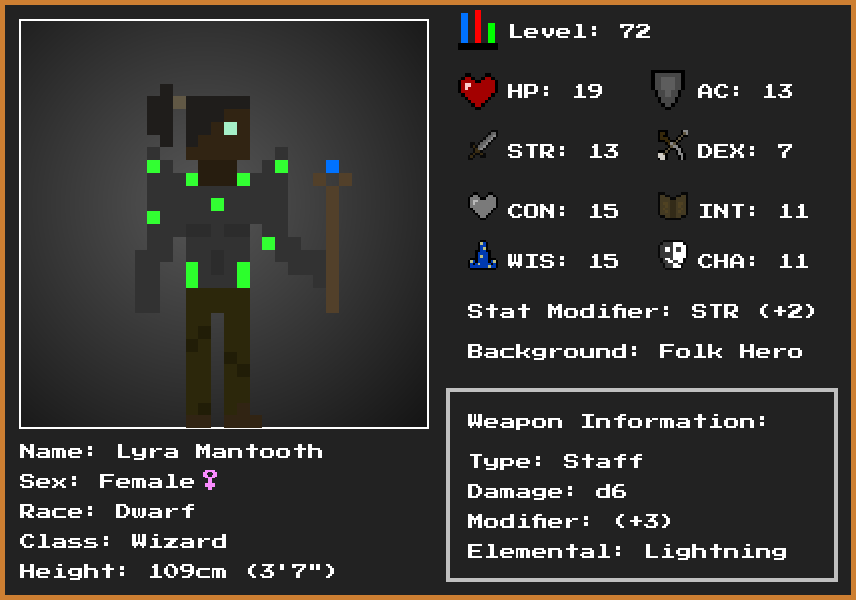 Level: 72
HP: 19
AC: 13
STR: 13
DEX: 7
CON: 15
INT: 11
WIS: 15
CHA: 11
Stat Modifier: STR (+2)
Background: Folk Hero
Weapon Information:
Type: Staff
Damage: d6
Modifier: (+3)
Elemental: Lightning
Name: Lyra Mantooth
Sex: Female♀
Race: Dwarf
Class: Wizard
Height: 109cm (3'7")